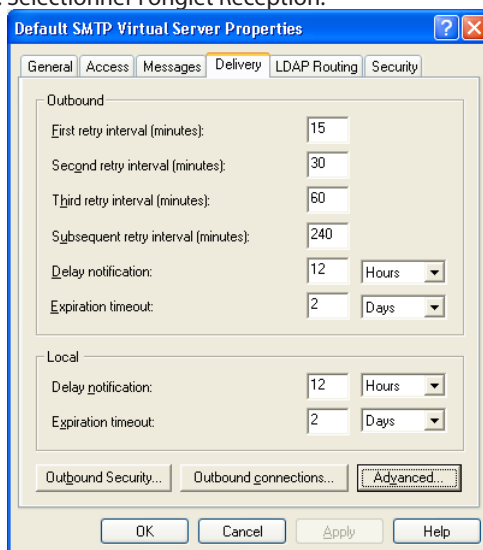 . Sélectionner l'onglet Réception.
Default SMTP Virtual Server Properties
General Access Messages Delivery LDAP Routing Security
Outbound
First retry interval (minutes): 15
Second retry interval (minutes): 30
Third retry interval (minutes): 60
Subsequent retry interval (minutes): 240
Delay notification: 12 Hours
Expiration timeout: 2 Days
Local
Delay notification: 12 Hours
Expiration timeout: 2 Days
Outbound Security... Outbound connections... Advanced...
OK Cancel Apply Help